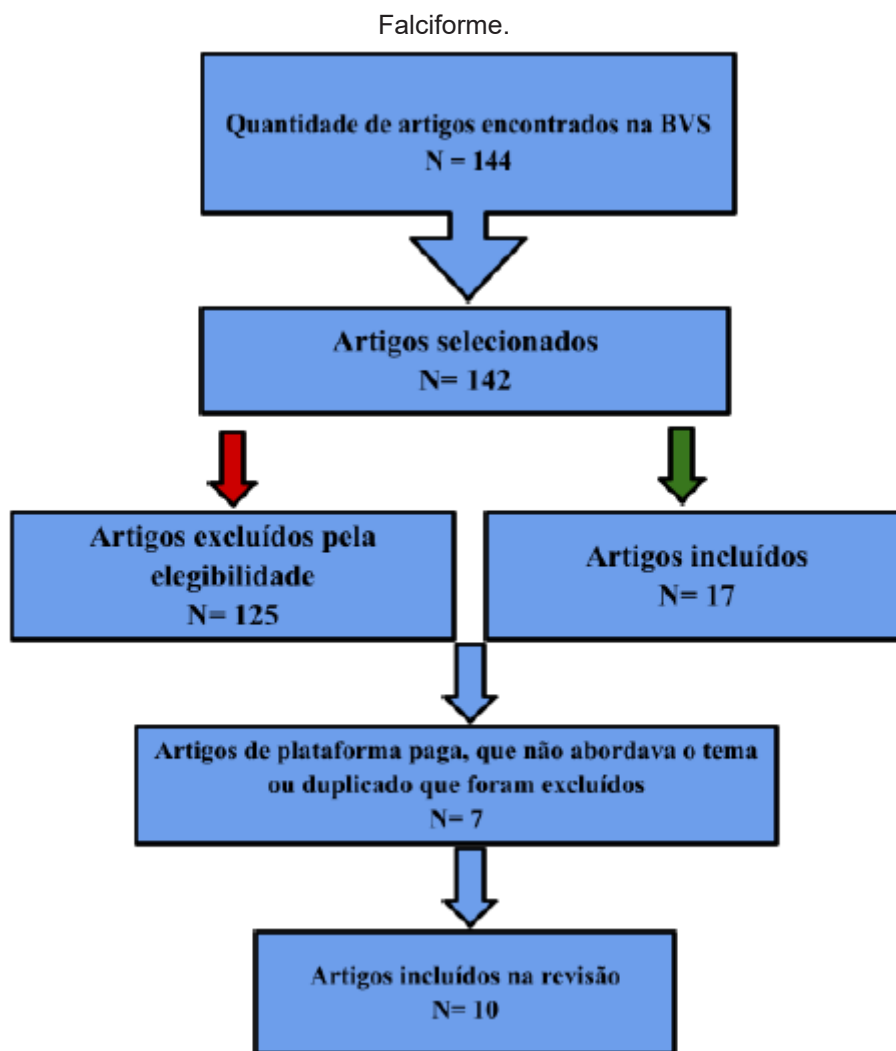 Falciforme.
Quantidade de artigos encontrados na BVS
N = 144
Artigos selecionados
N= 142
Artigos excluídos pela
elegibilidade
N= 125
Artigos incluídos
N= 17
Artigos de plataforma paga, que não abordava o tema
ou duplicado que foram excluídos
N= 7
Artigos incluídos na revisão
N= 10